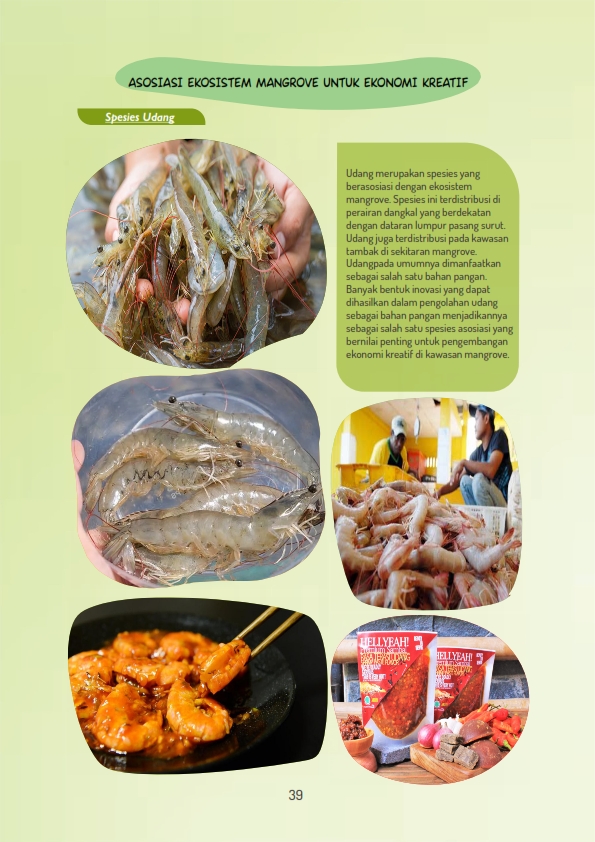 ASOSIASI EKOSISTEM MANGROVE UNTUK EKONOMI KREATIF
Spesies Udang
Udang merupakan spesies yang
berasosiasi dengan ekosistem
mangrove. Spesies ini terdistribusi di
perairan dangkal yang berdekatan
dengan dataran lumpur pasang surut.
Udang juga terdistribusi pada kawasan
tambak di sekitaran mangrove.
Udangpada umumnya dimanfaatkan
sebagai salah satu bahan pangan.
Banyak bentuk inovasi yang dapat
dihasilkan dalam pengolahan udang
sebagai bahan pangan menjadikannya
sebagai salah satu spesies asosiasi yang
bernilai penting untuk pengembangan
ekonomi kreatif di kawasan mangrove.
HELLYEAH!
HELLYEAH!
39